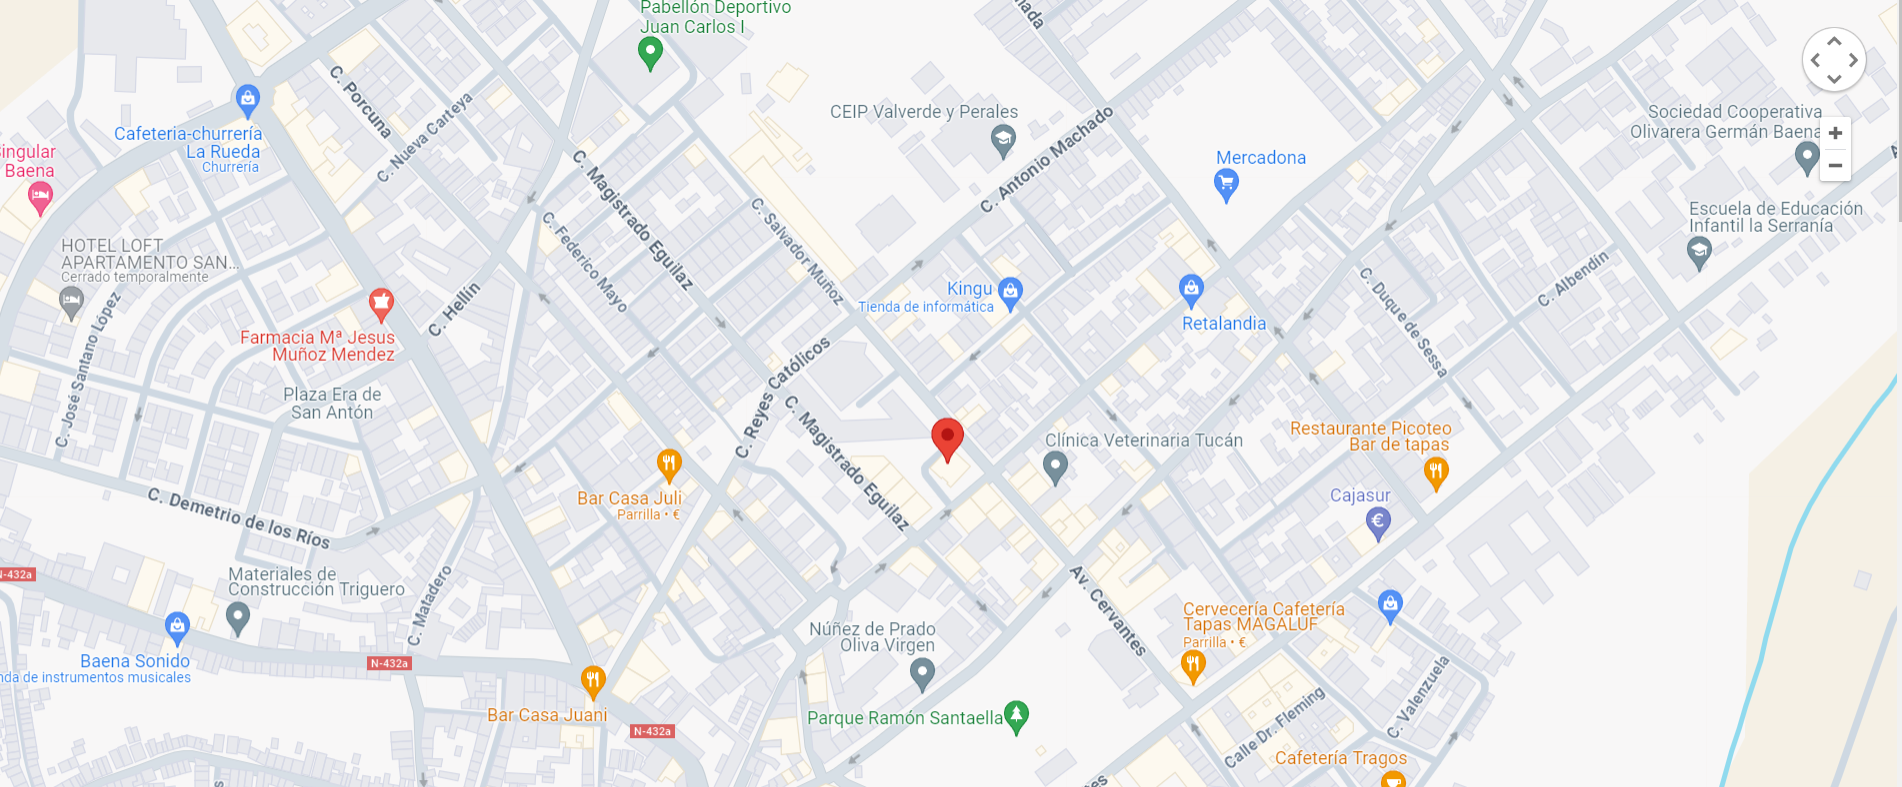 Pabellón Deportivo
Juan Carlos I
C. Porcuna
C. Nueva Carteya
Cafeteria-churrería
La Rueda
Churrería
Singular
Baena
HOTEL LOFT
APARTAMENTO SAN...
Cerrado temporalmente
C. José Santano López
Farmacia Mª Jesus
Muñoz Mendez
C. Hellín
Plaza Era de
San Antón
C. Magistrado Eguilaz
C. Federico Mayo
C. Salvador Muñoz
CEIP Valverde y Perales
C. Antonio Machado
Mercadona
Sociedad Cooperativa
Olivarera Germán Baena
+
−
Escuela de Educación
Infantil la Serranía
Kingu
Tienda de informática
Retalandia
C. Duque de Sessa
C. Albendín
C. Reyes Católicos
C. Magistrado Eguilaz
Clínica Veterinaria Tucán
Restaurante Picoteo
Bar de tapas
Cajasur
€
Bar Casa Juli
Parrilla • €
C. Demetrio de los Ríos
N-432a
Materiales de
Construcción Triguero
C. Matadero
Baena Sonido
nda de instrumentos musicales
N-432a
Bar Casa Juani
N-432a
Núñez de Prado
Oliva Virgen
Av. Cervantes
Cervecería Cafetería
Tapas MAGALUF
Parrilla • €
Parque Ramón Santaella
Calle Dr. Fleming
C. Valenzuela
Cafetería Tragos